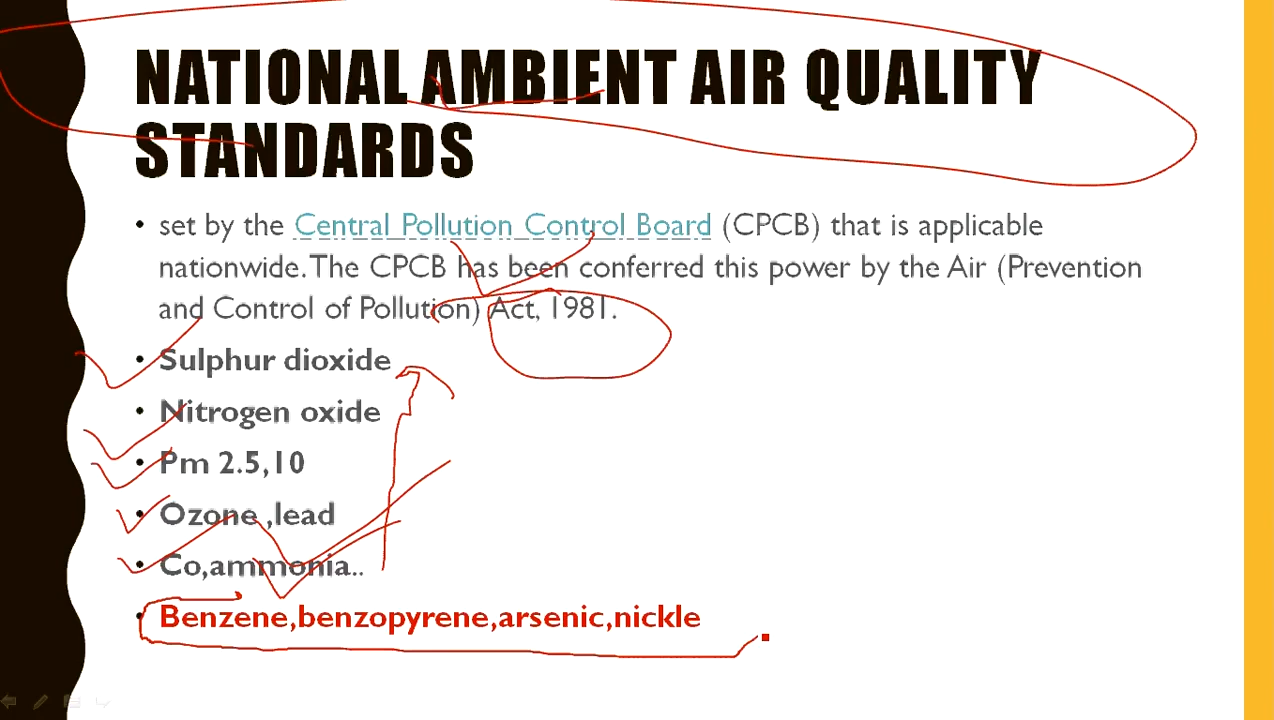 NATIONAL AMBIENT AIR QUALITY
STANDARDS
• set by the Central Pollution Control Board (CPCB) that is applicable
nationwide. The CPCB has been conferred this power by the Air (Prevention
and Control of Pollution) Act, 1981.
• Sulphur dioxide
• Nitrogen oxide
• Pm 2.5,10
• Ozone ,lead
• Co,ammonia..
• Benzene,benzopyrene,arsenic,nickle